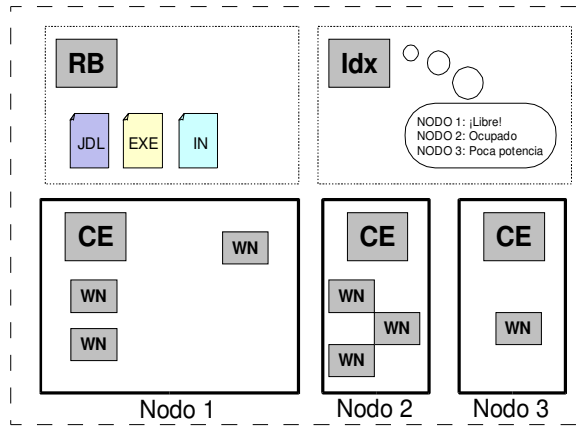 RB
JDL
EXE
IN
Idx
NODO 1: ¡Libre!
NODO 2: Ocupado
NODO 3: Poca potencia
CE
WN
WN
WN
Nodo 1
CE
WN
WN
WN
Nodo 2
CE
WN
Nodo 3